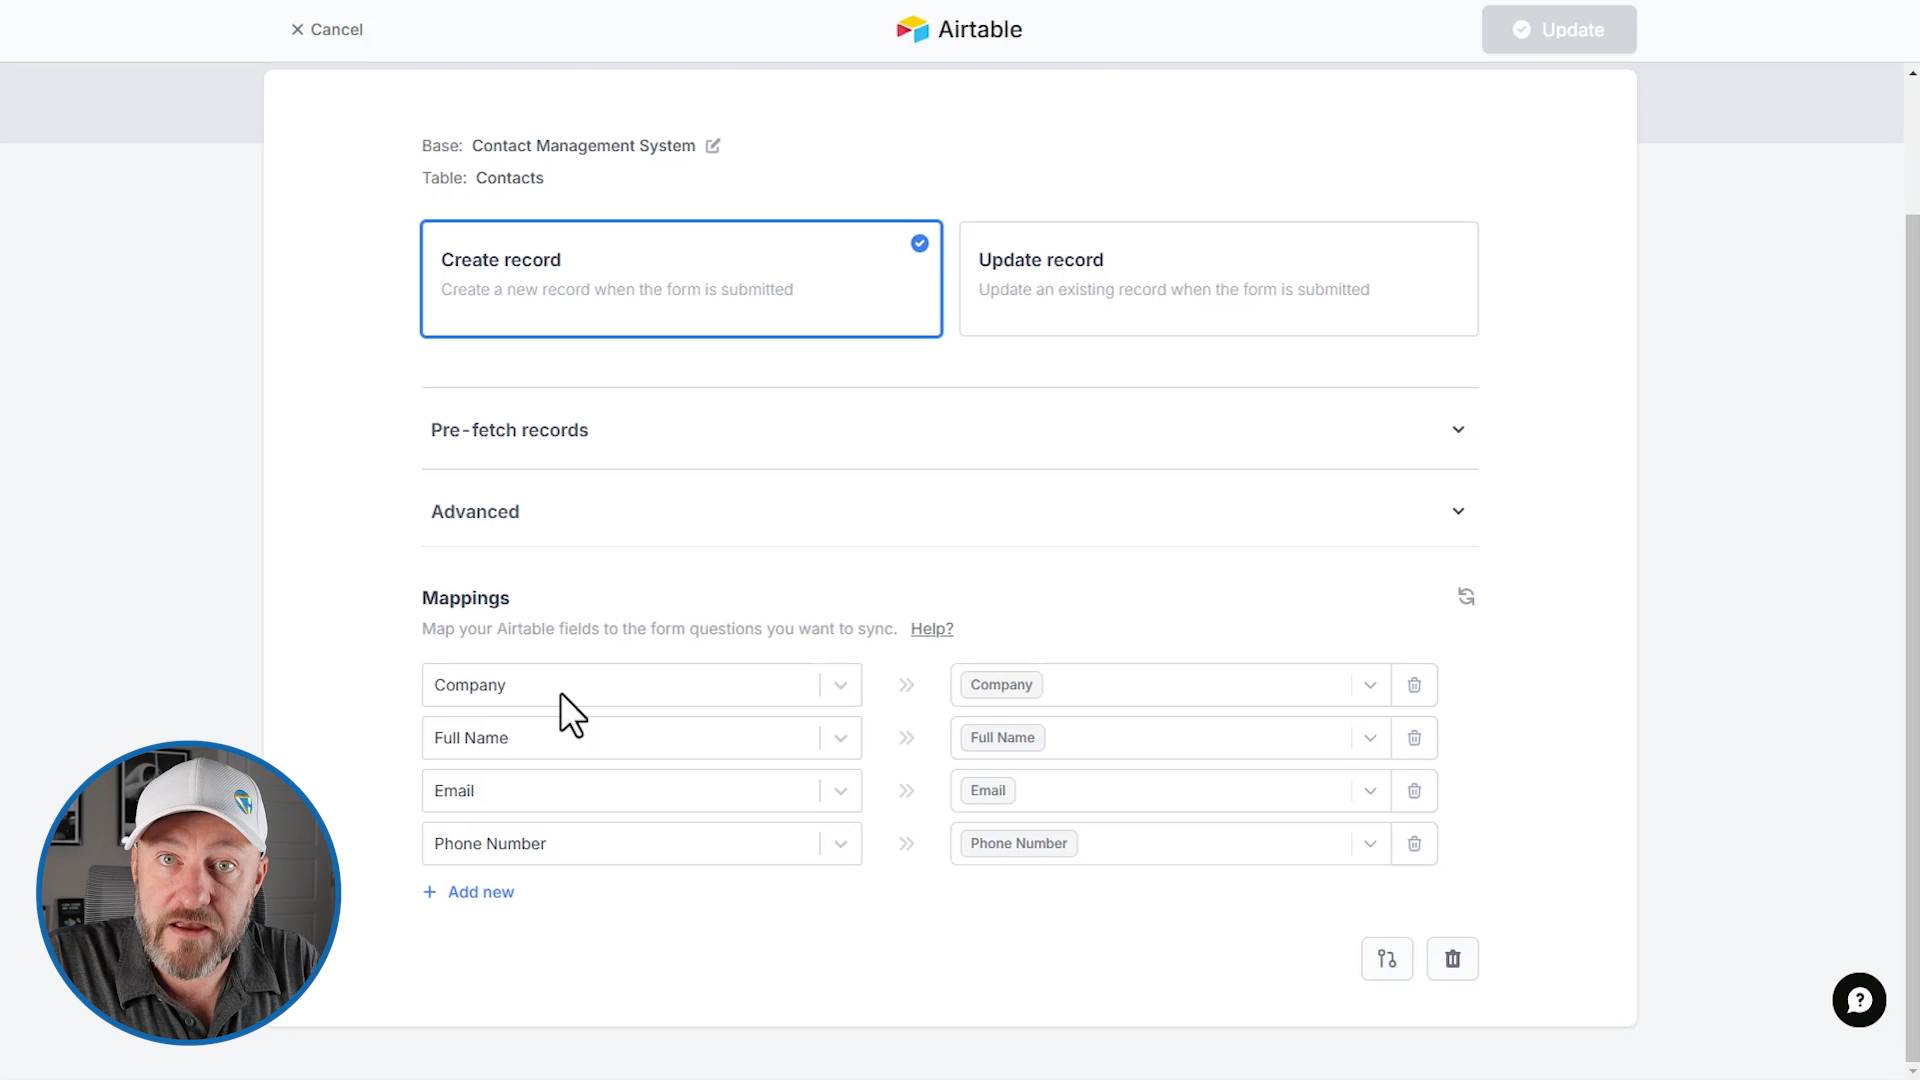 Cancel
Airtable
Update
Base: Contact Management System
Table: Contacts
Create record
Create a new record when the form is submitted
Update record
Update an existing record when the form is submitted
Pre-fetch records
Advanced
Mappings
Map your Airtable fields to the form questions you want to sync. Help?
Company
Company
Full Name
Full Name
Email
Email
Phone Number
Phone Number
+ Add new